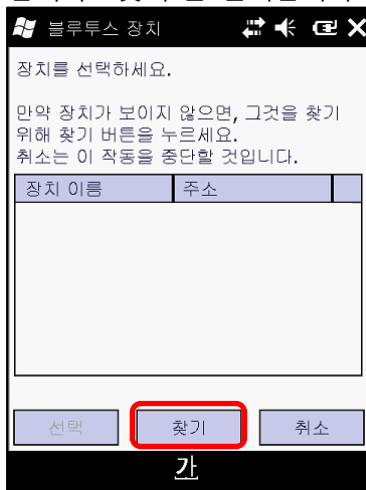 블루투스 장치
장치를 선택하세요.
만약 장치가 보이지 않으면, 그것을 찾기
위해 찾기 버튼을 누르세요.
취소는 이 작동을 중단할 것입니다.
장치 이름 주소
선택 찾기 취소
가